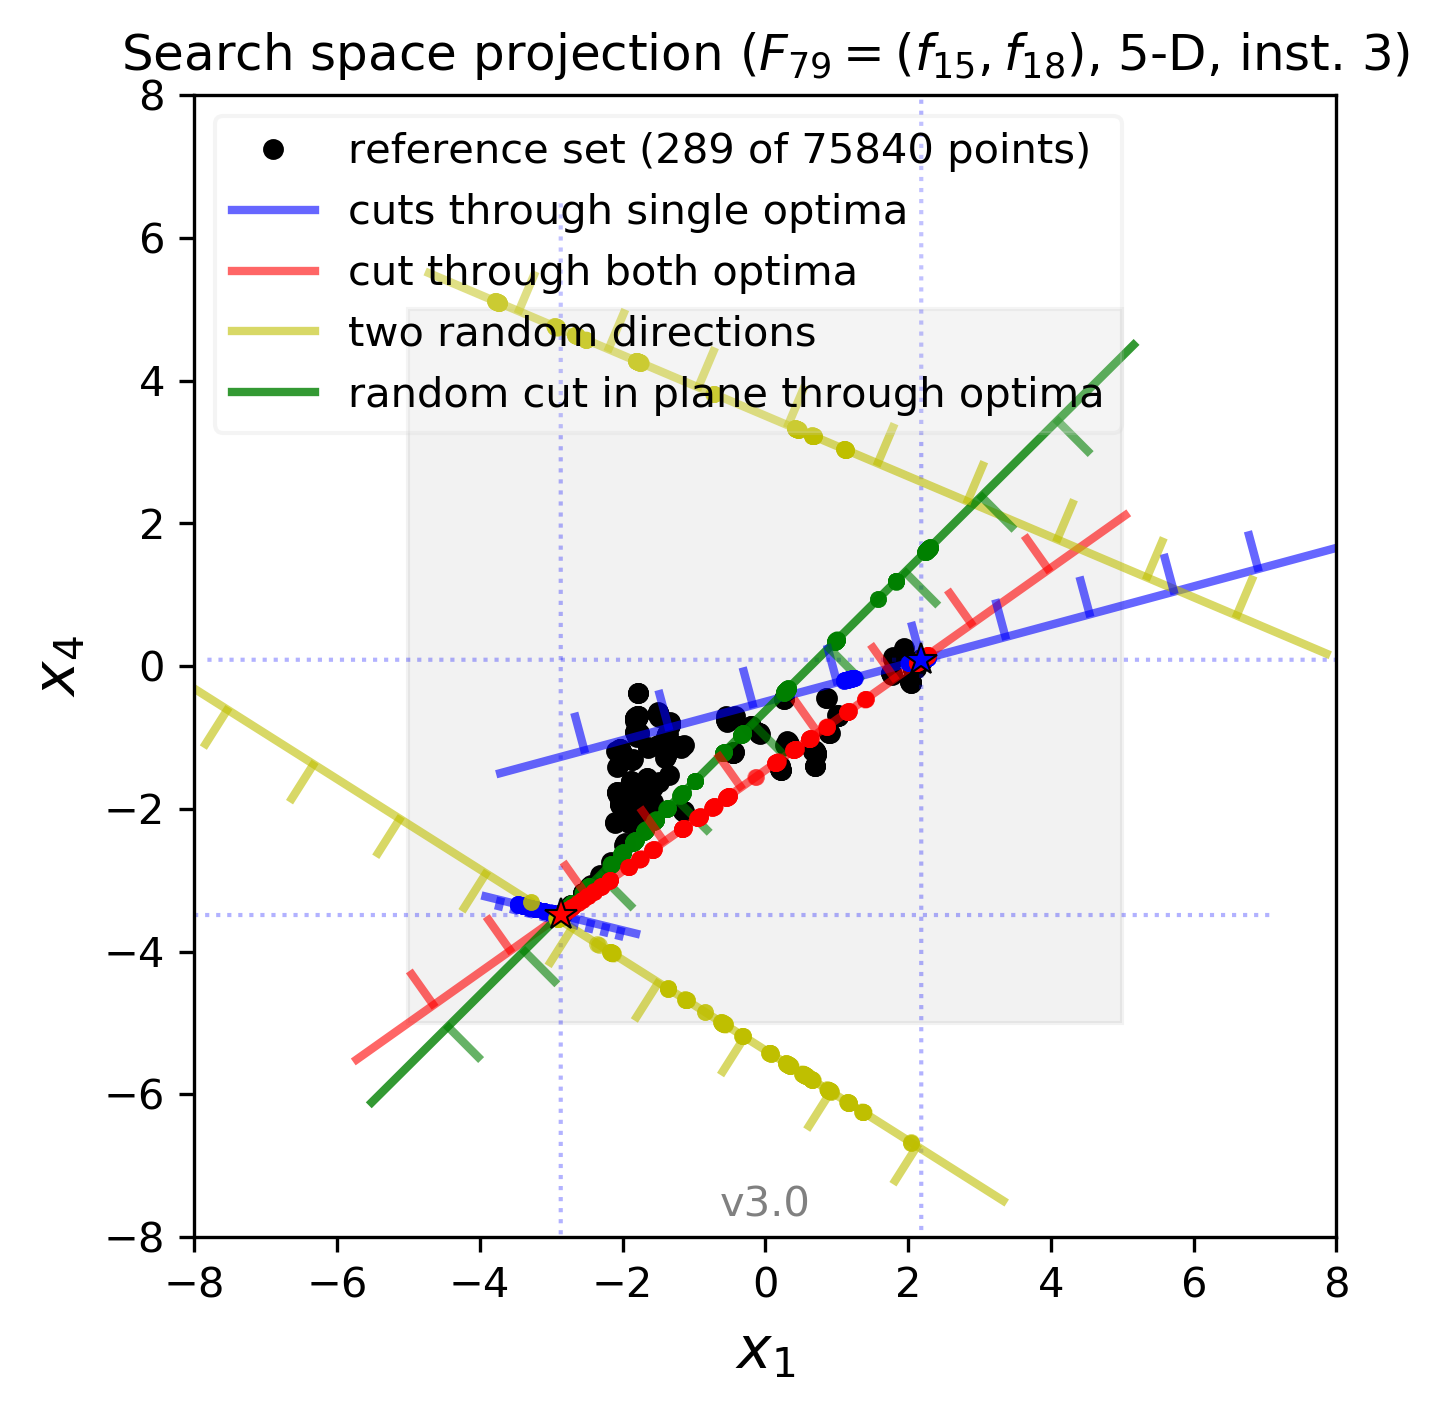 Search space projection (F79 = (f15, f18), 5-D, inst. 3)
reference set (289 of 75840 points)
cuts through single optima
cut through both optima
two random directions
random cut in plane through optima
8
6
4
2
0
−2
−4
−6
−8
x4
v3.0
−8 −6 −4 −2 0 2 4 6 8
x1